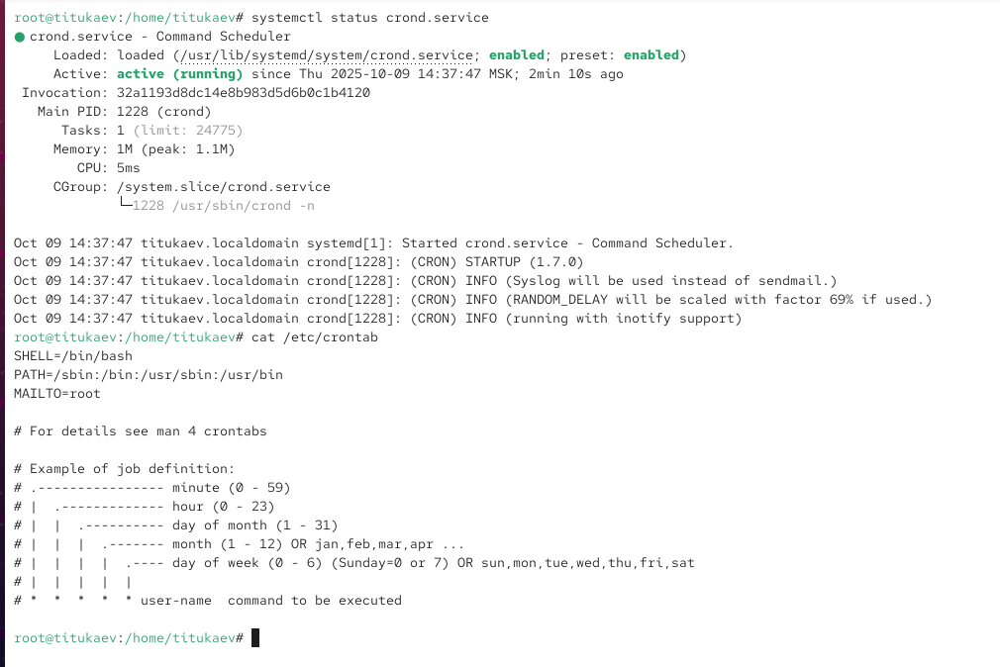 root@titukaev:/home/titukaev# systemctl status crond.service
● crond.service - Command Scheduler
     Loaded: loaded (/usr/lib/systemd/system/crond.service; enabled; preset: enabled)
     Active: active (running) since Thu 2025-10-09 14:37:47 MSK; 2min 10s ago
 Invocation: 32a1193d8dc14e8b983d5d6b0c1b4120
   Main PID: 1228 (crond)
      Tasks: 1 (limit: 24775)
     Memory: 1M (peak: 1.1M)
        CPU: 5ms
     CGroup: /system.slice/crond.service
             └─1228 /usr/sbin/crond -n

Oct 09 14:37:47 titukaev.localdomain systemd[1]: Started crond.service - Command Scheduler.
Oct 09 14:37:47 titukaev.localdomain crond[1228]: (CRON) STARTUP (1.7.0)
Oct 09 14:37:47 titukaev.localdomain crond[1228]: (CRON) INFO (Syslog will be used instead of sendmail.)
Oct 09 14:37:47 titukaev.localdomain crond[1228]: (CRON) INFO (RANDOM_DELAY will be scaled with factor 69% if used.)
Oct 09 14:37:47 titukaev.localdomain crond[1228]: (CRON) INFO (running with inotify support)
root@titukaev:/home/titukaev# cat /etc/crontab
SHELL=/bin/bash
PATH=/sbin:/bin:/usr/sbin:/usr/bin
MAILTO=root

# For details see man 4 crontabs

# Example of job definition:
# .---------------- minute (0 - 59)
# |  .------------- hour (0 - 23)
# |  |  .---------- day of month (1 - 31)
# |  |  |  .------- month (1 - 12) OR jan,feb,mar,apr ...
# |  |  |  |  .---- day of week (0 - 6) (Sunday=0 or 7) OR sun,mon,tue,wed,thu,fri,sat
# |  |  |  |  |
# *  *  *  *  * user-name  command to be executed

root@titukaev:/home/titukaev#